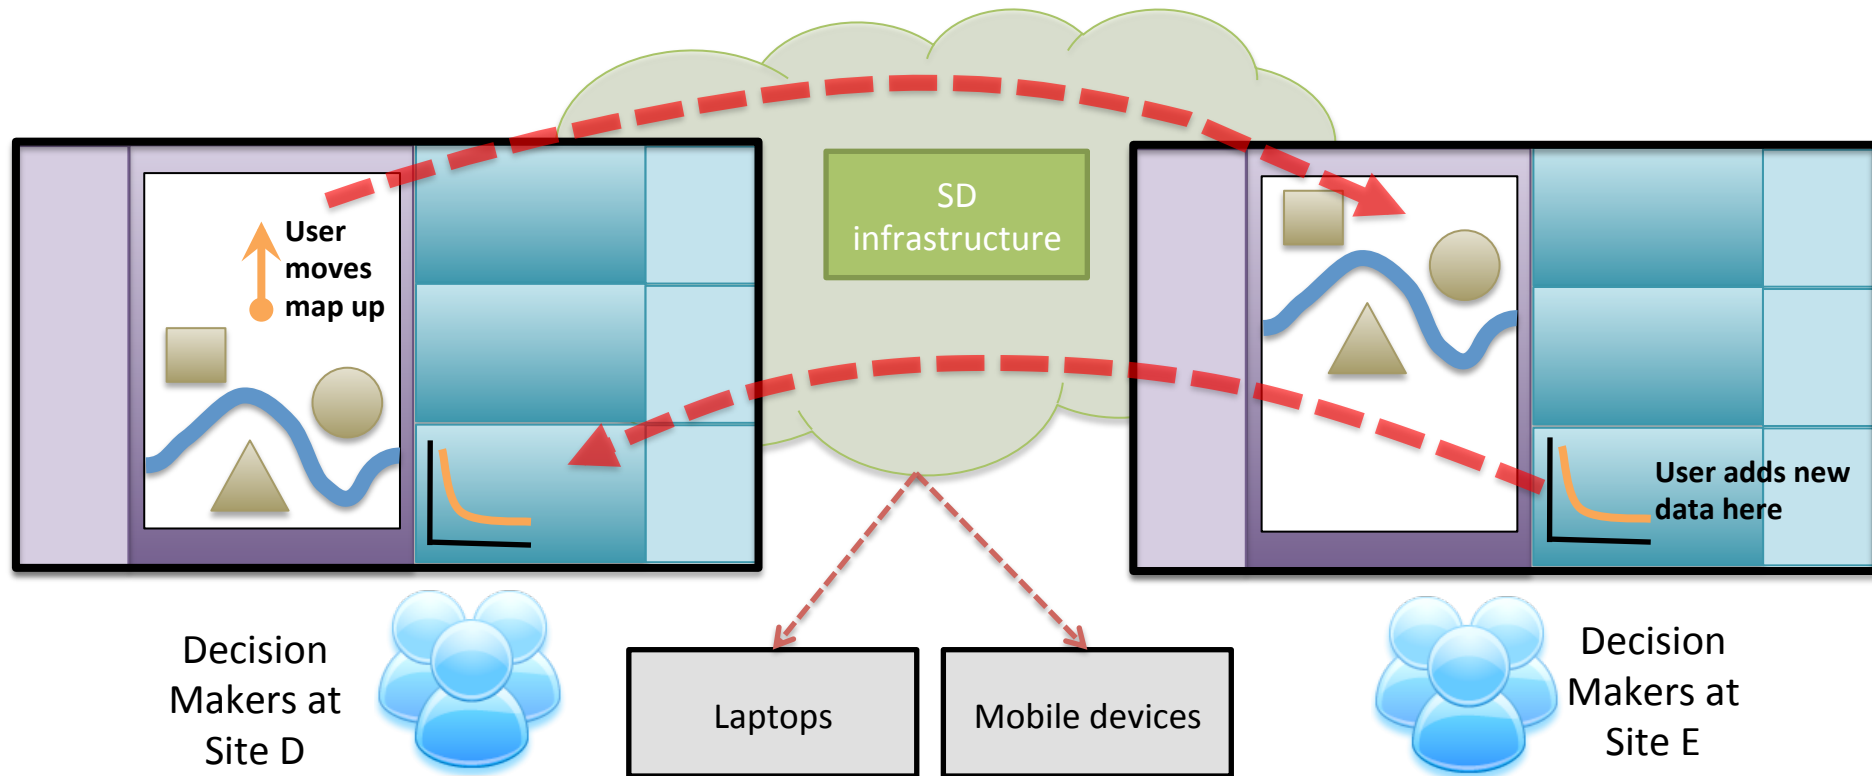 User
moves
map up
SD
infrastructure
User adds new
data here
Decision
Makers at
Site D
Laptops
Mobile devices
Decision
Makers at
Site E